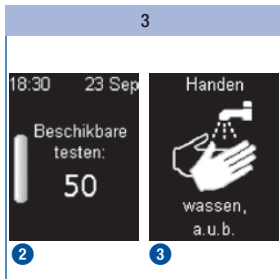 3
18:30 23 Sep
Beschikbare
testen:
50
2
Handen
wassen,
a.u.b.
3